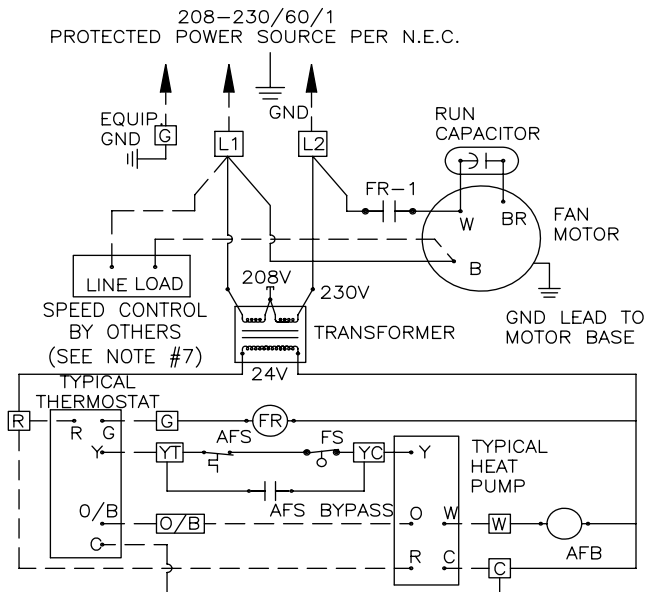 208-230/60/1
PROTECTED POWER SOURCE PER N.E.C.
EQUIP.
GND
G
L1
GND
L2
RUN
CAPACITOR
FR-1
W
BR
FAN
MOTOR
B
LINE LOAD
208V
230V
SPEED CONTROL
BY OTHERS
(SEE NOTE #7)
TRANSFORMER
GND LEAD TO
MOTOR BASE
24V
TYPICAL
THERMOSTAT
R
R G
G
FR
AFS
FS
Y
YT
YC
Y
TYPICAL
HEAT
PUMP
AFS BYPASS
O/B
O/B
O
W
W
AFB
C
R
C
C